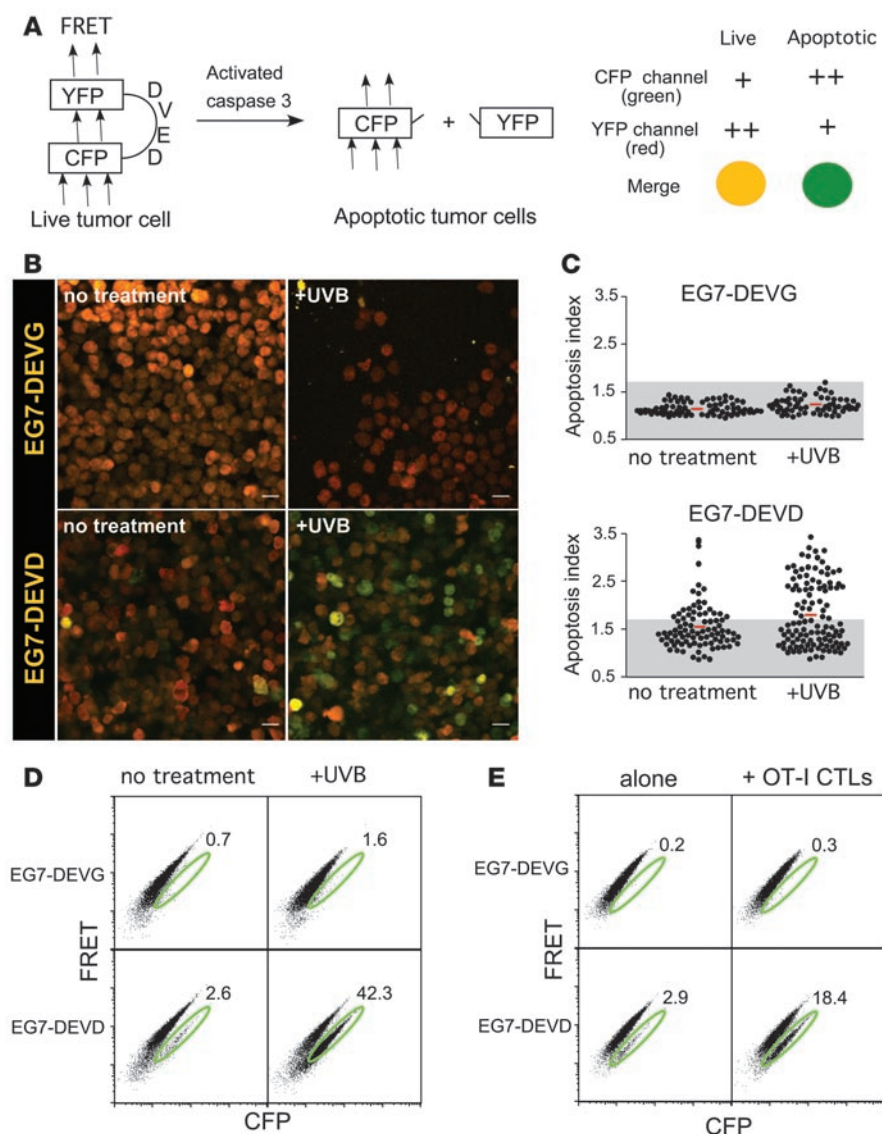 A
FRET
YFP
D
V
E
D
CFP
Live tumor cell
Activated
caspase 3
CFP
+
YFP
Apoptotic tumor cells
Live Apoptotic
CFP channel + ++
(green)
YFP channel ++ +
(red)
Merge
B
EG7-DEVG
no treatment
+UVB
EG7-DEVD
no treatment
+UVB
C
EG7-DEVG
Apoptosis index
3.5
2.5
1.5
0.5
no treatment +UVB
EG7-DEVD
Apoptosis index
3.5
2.5
1.5
0.5
no treatment +UVB
D
no treatment +UVB
EG7-DEVG
0.7 1.6
FRET
EG7-DEVD
2.6 42.3
CFP
E
alone + OT-I CTLs
EG7-DEVG
0.2 0.3
FRET
EG7-DEVD
2.9 18.4
CFP